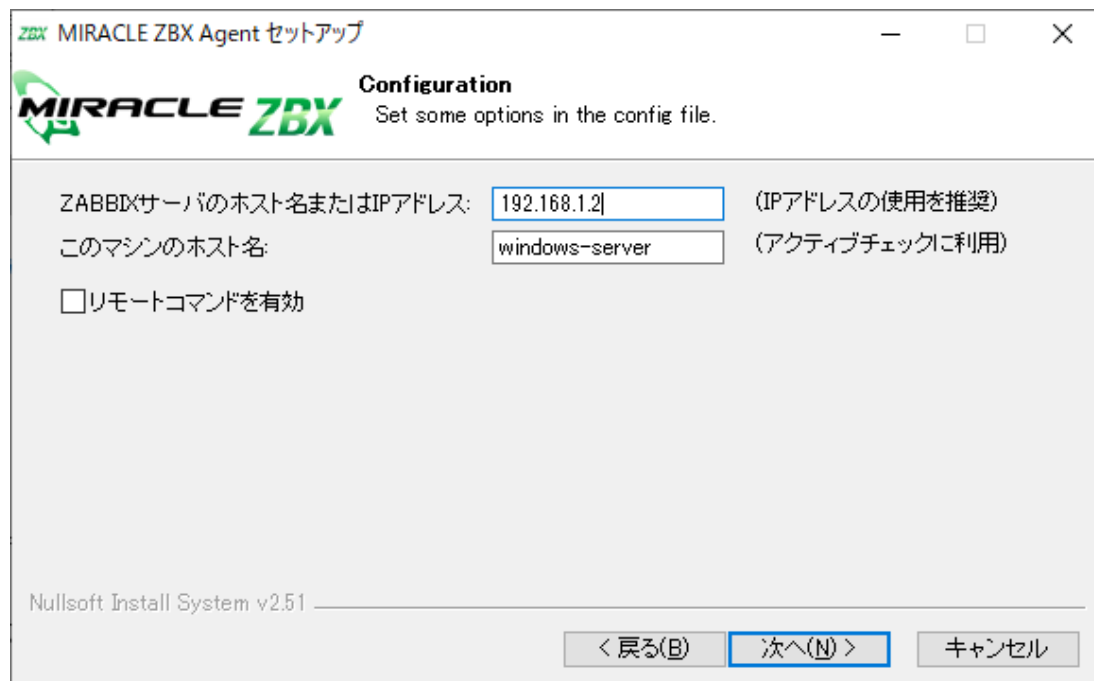 ZBX MIRACLE ZBX Agent セットアップ
MIRACLE ZBX
Configuration
Set some options in the config file.
ZABBIXサーバのホスト名またはIPアドレス: 192.168.1.2 (IPアドレスの使用を推奨)
このマシンのホスト名: windows-server (アクティブチェックに利用)
リモートコマンドを有効
Nullsoft Install System v2.51
< 戻る(B) 次へ(N) > キャンセル